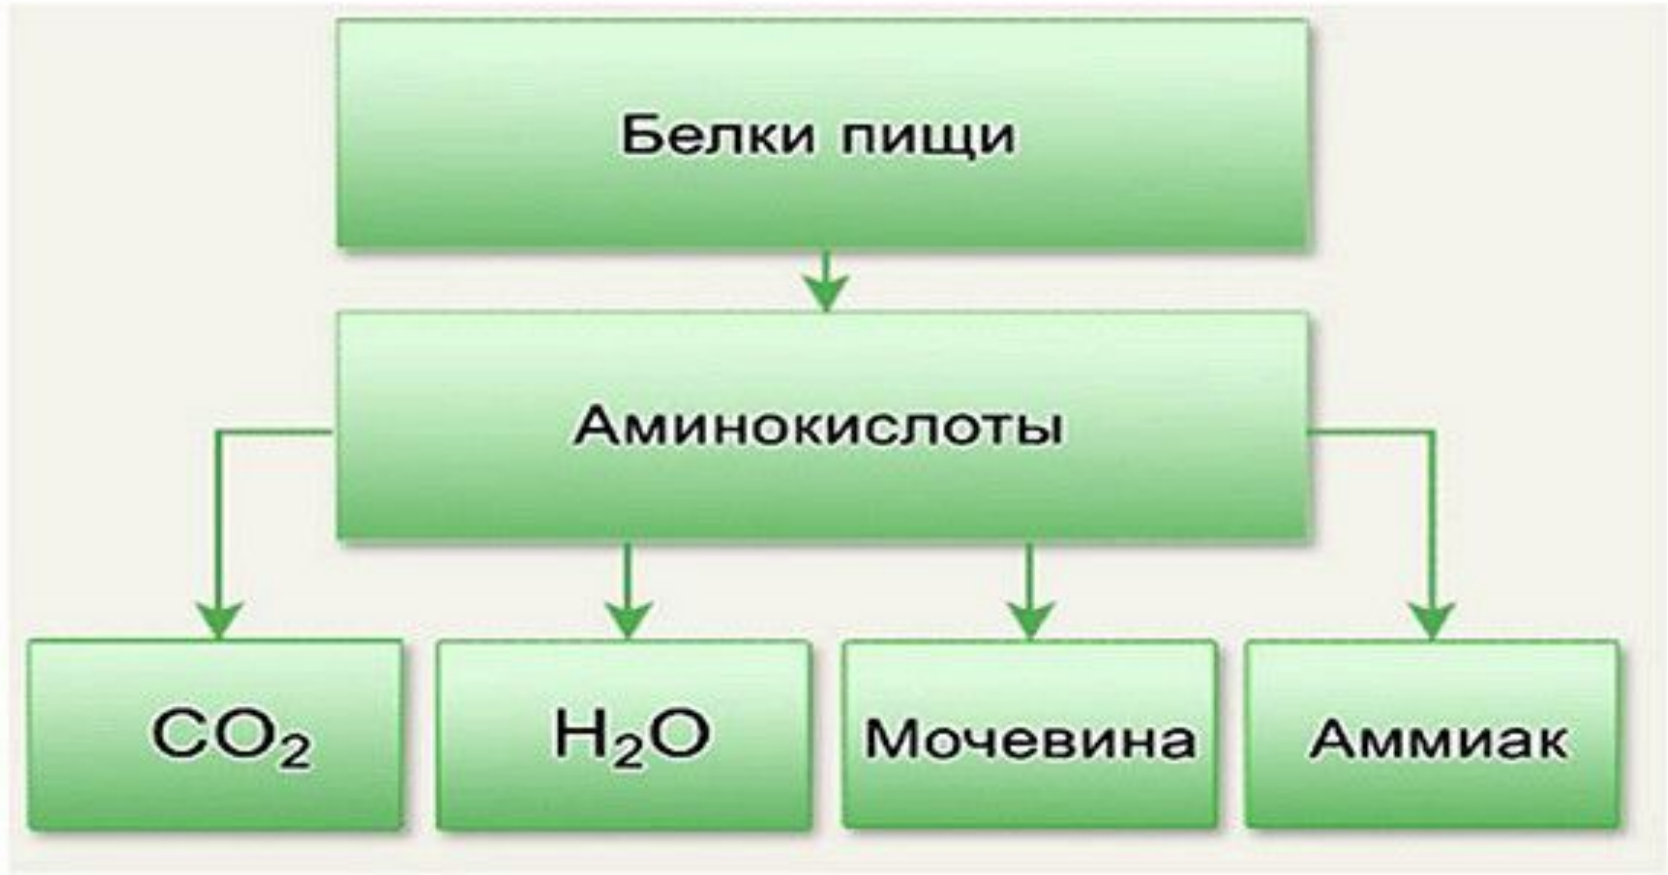 Белки пищи
Аминокислоты
CO₂
H₂O
Мочевина
Аммиак